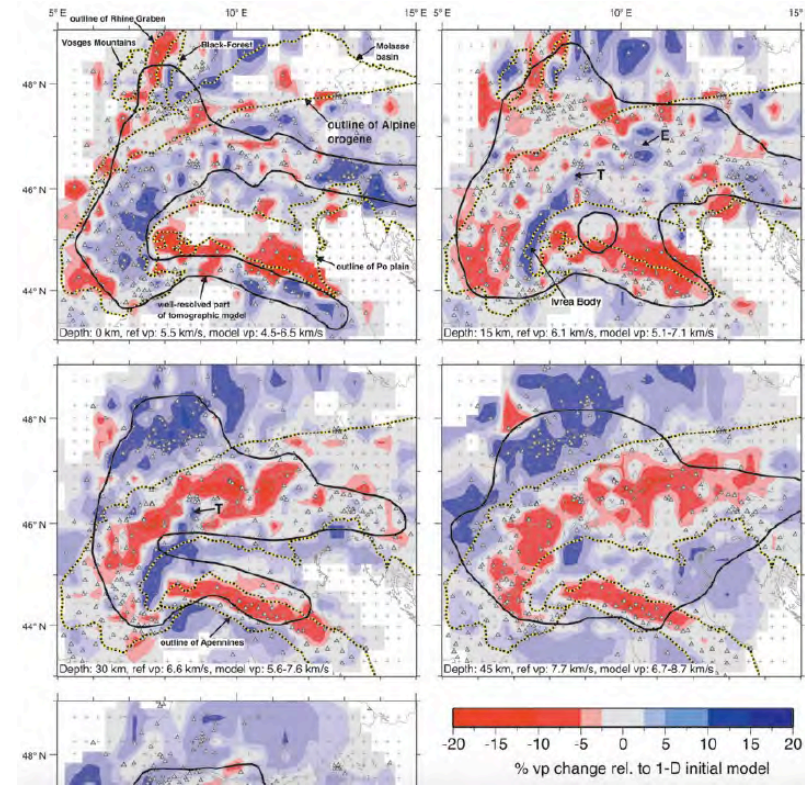 5° E
10° E
15° E
5° E
10° E
15° E
outline of Rhine Graben
Vosges Mountains
Black-Forest
Molasse
basin
48° N
outline of Alpine
orogene
46° N
outline of Po plain
44° N
well-resolved part
of tomographic model
Depth: 0 km, ref vp: 5.5 km/s, model vp: 4.5-6.5 km/s
48° N
E
T
46° N
44° N
Ivrea Body
Depth: 15 km, ref vp: 6.1 km/s, model vp: 5.1-7.1 km/s
48° N
T
46° N
44° N
outline of Apennines
Depth: 30 km, ref vp: 6.6 km/s, model vp: 5.6-7.6 km/s
48° N
46° N
44° N
Depth: 45 km, ref vp: 7.7 km/s, model vp: 6.7-8.7 km/s
48° N
-20 -15 -10 -5 0 5 10 15 20
% vp change rel. to 1-D initial model